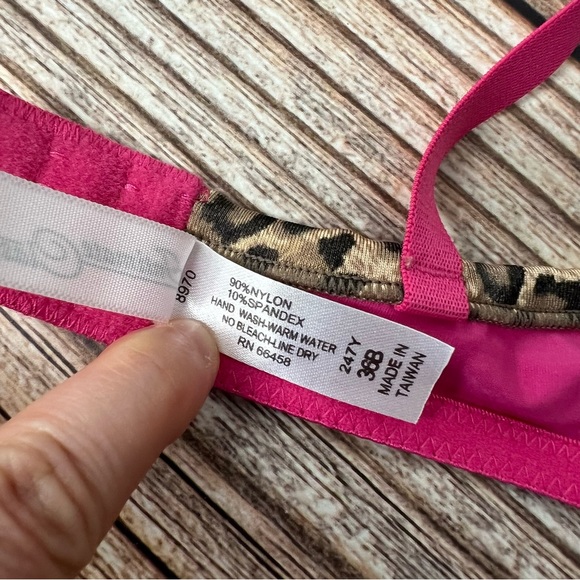 8970
90%NYLON
10%SPANDEX
HAND WASH-WARM WATER
NO BLEACH-LINE DRY
RN 66458
247Y
36B
MADE IN
TAIWAN